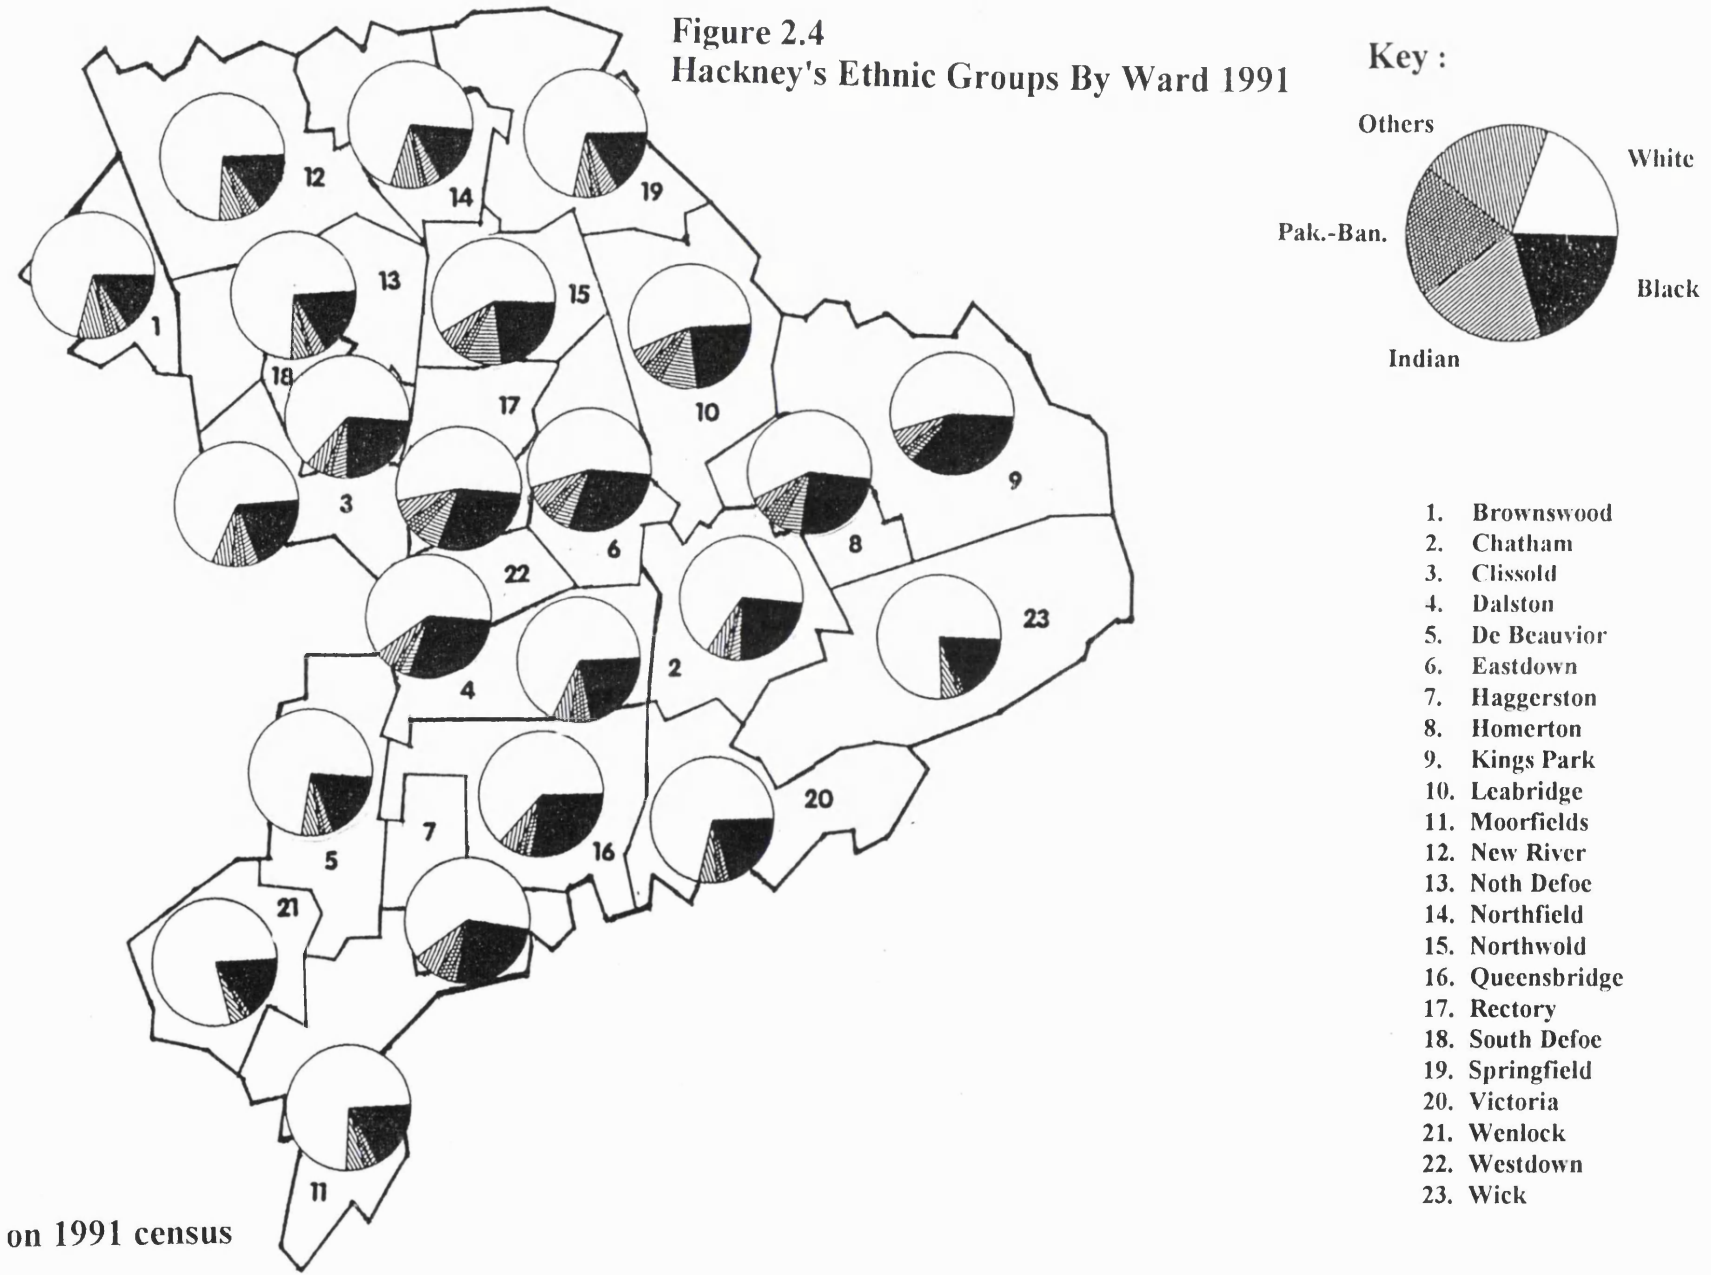 Figure 2.4
Hackney's Ethnic Groups By Ward 1991
Key :
Others
White
Pak.-Ban.
Black
Indian
12
14
19
13
15
1
18
17
10
9
3
6
8
22
23
2
4
20
7
5
16
21
11
1. Brownswood
2. Chatham
3. Clissold
4. Dalston
5. De Beauvior
6. Eastdown
7. Haggerston
8. Homerton
9. Kings Park
10. Leabridge
11. Moorfields
12. New River
13. Noth Defoe
14. Northfield
15. Northwold
16. Queensbridge
17. Rectory
18. South Defoe
19. Springfield
20. Victoria
21. Wenlock
22. Westdown
23. Wick
on 1991 census